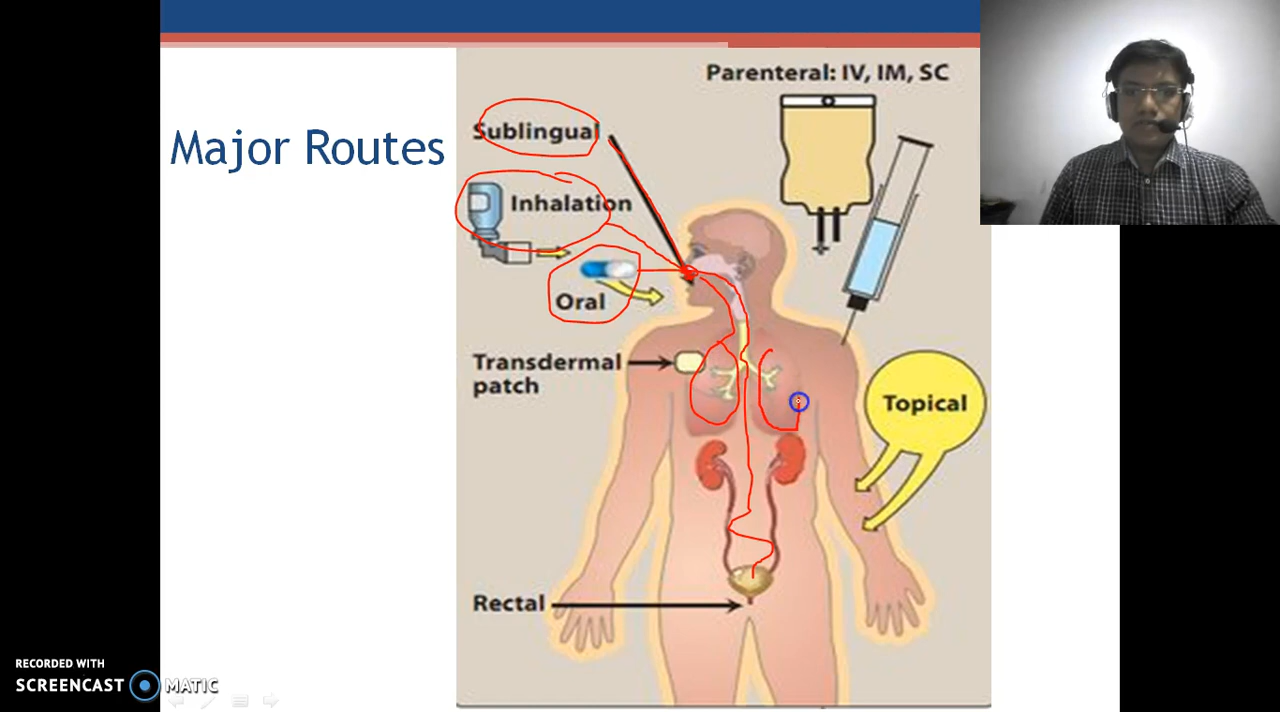 Major Routes
Parenteral: IV, IM, SC
Sublingual
Inhalation
Oral
Transdermal
patch
Topical
Rectal
RECORDED WITH
SCREENCAST MATIC